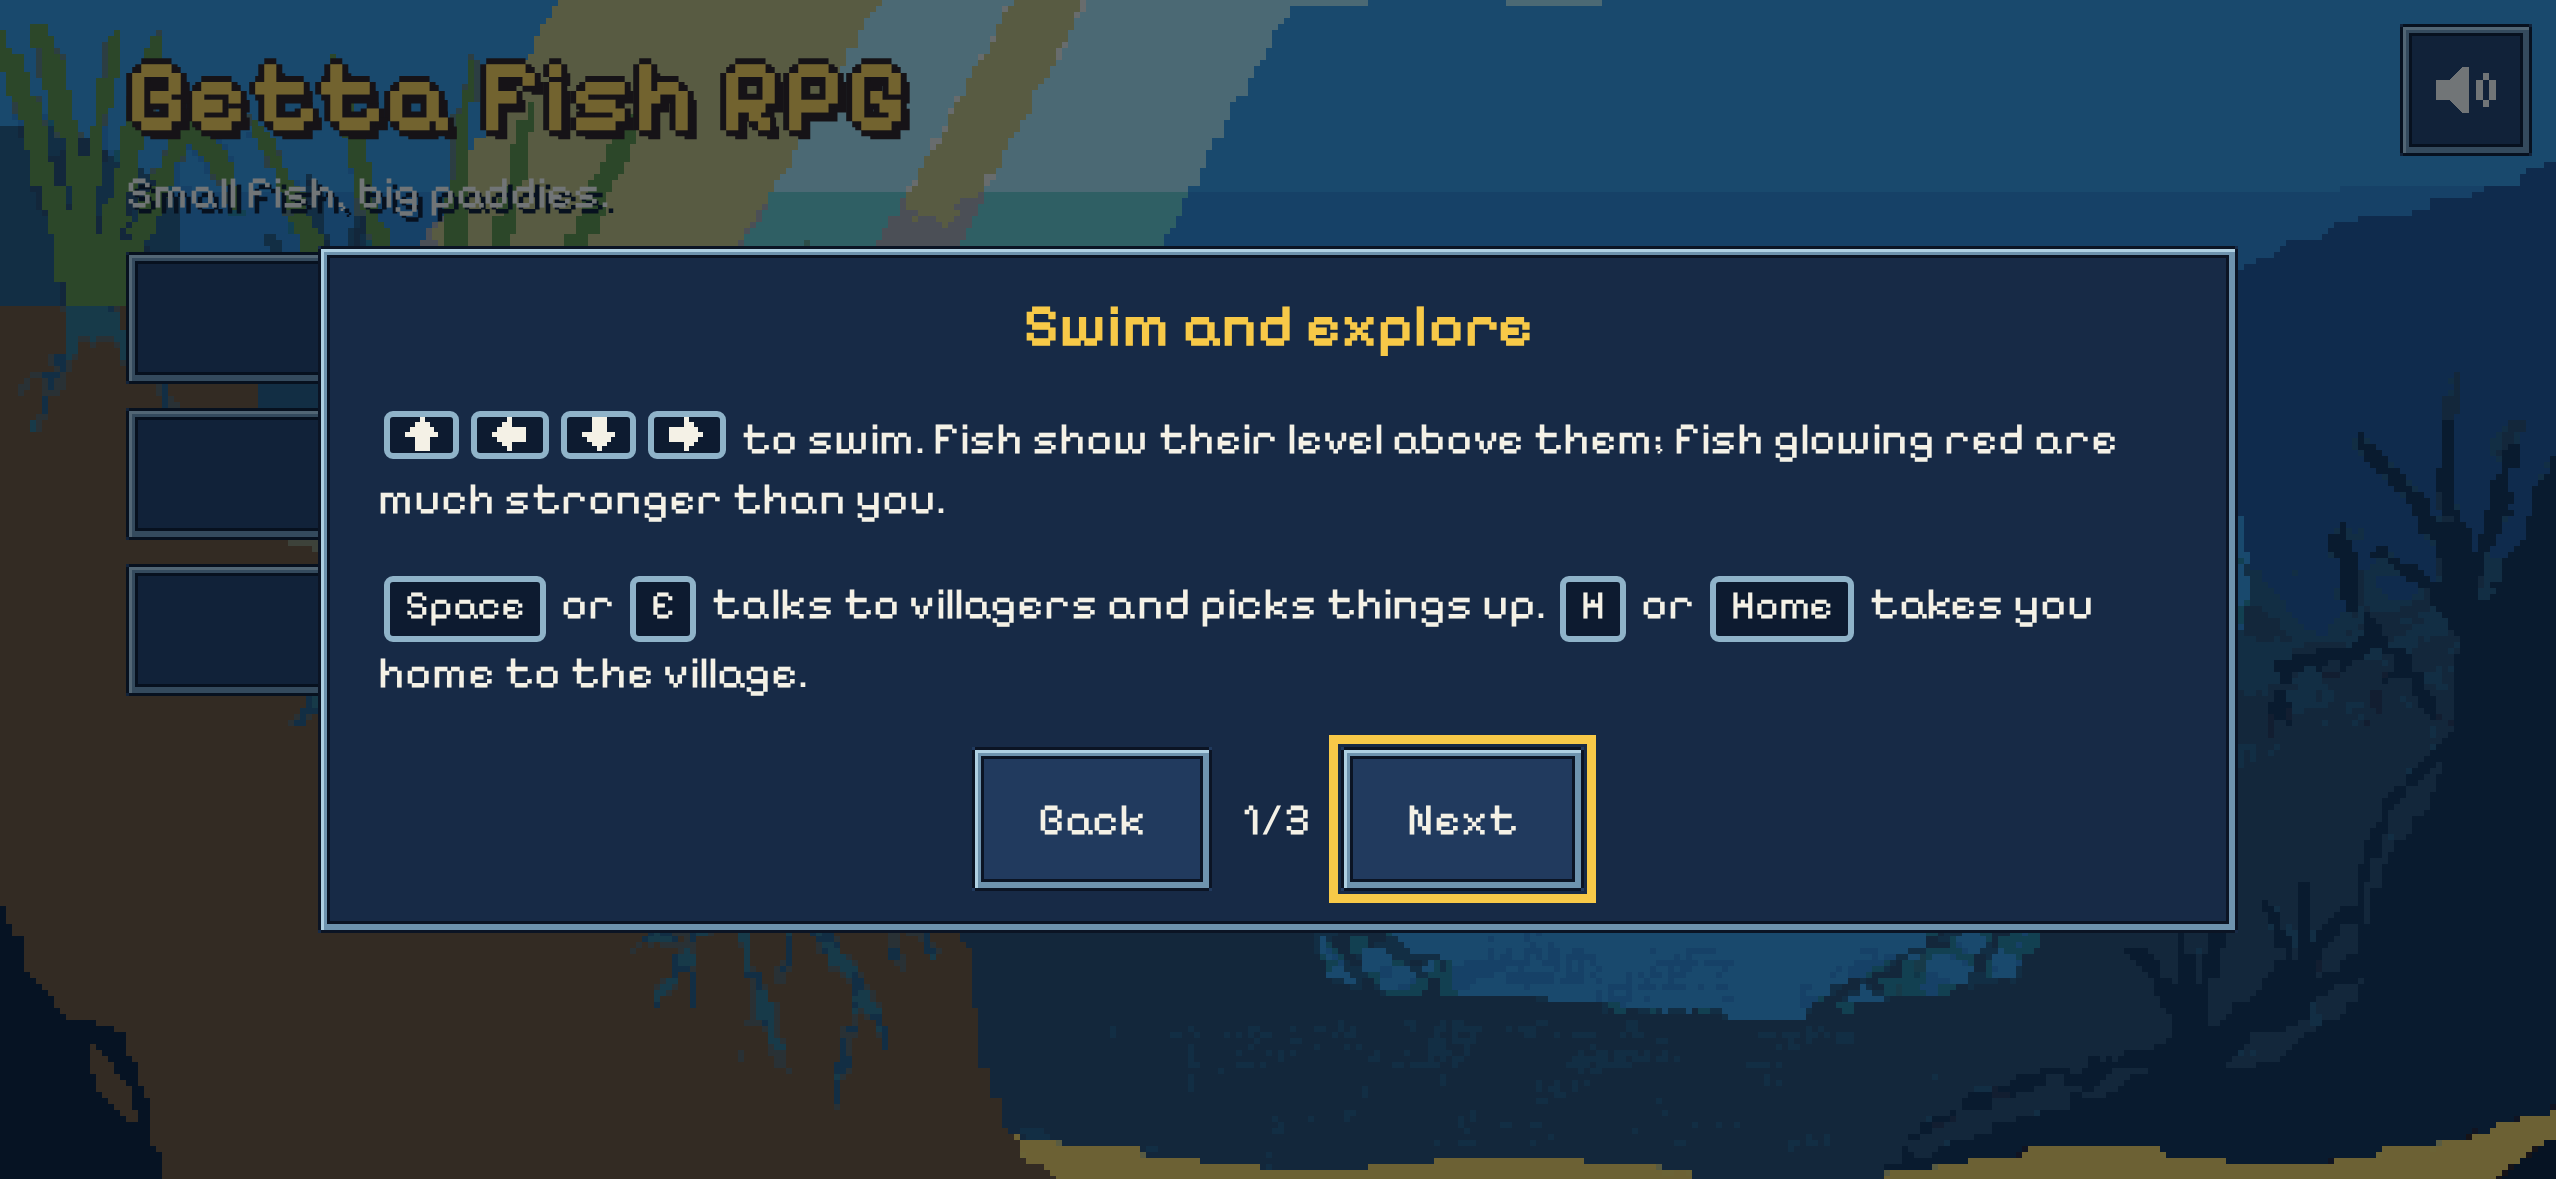 Betta Fish RPG
Small fish, big paddies.
Swim and explore
↑ ← ↓ → to swim. Fish show their level above them; fish glowing red are
much stronger than you.
Space or E talks to villagers and picks things up. H or Home takes you
home to the village.
Back 1/3 Next